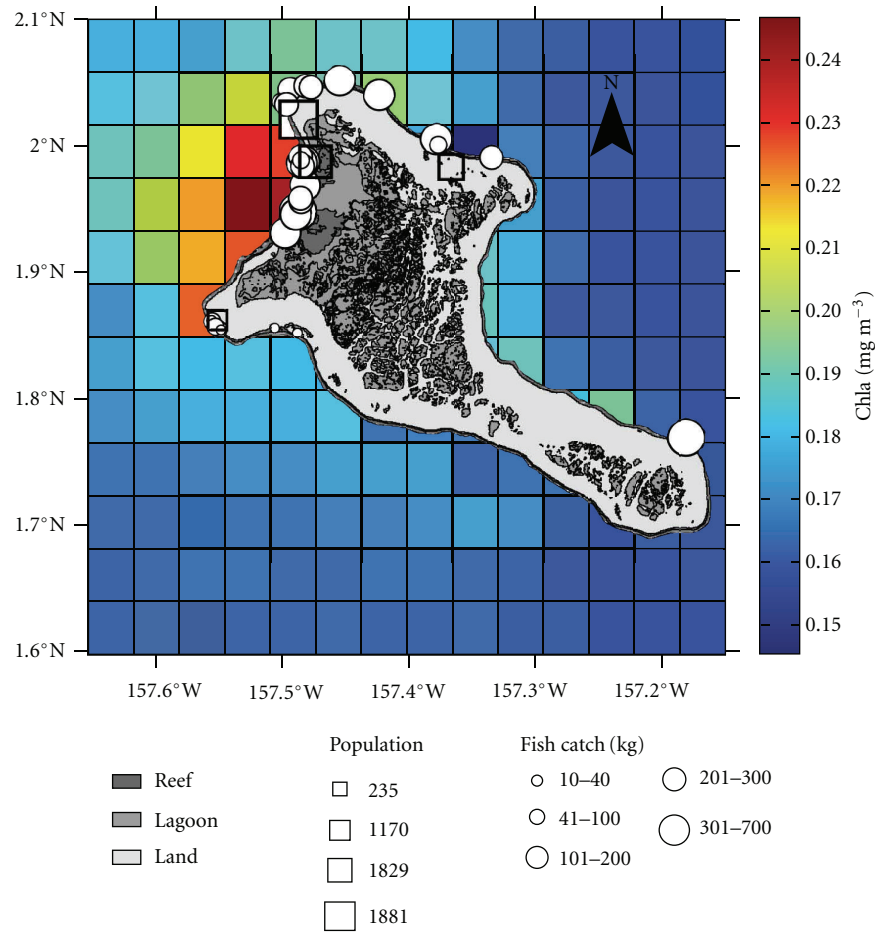 2.1°N
2°N
1.9°N
1.8°N
1.7°N
1.6°N
N
157.6°W
157.5°W
157.4°W
157.3°W
157.2°W
0.24
0.23
0.22
0.21
0.20
0.19
0.18
0.17
0.16
0.15
Chla (mg m⁻³)
Reef
Lagoon
Land
Population
235
1170
1829
1881
Fish catch (kg)
10–40
41–100
101–200
201–300
301–700